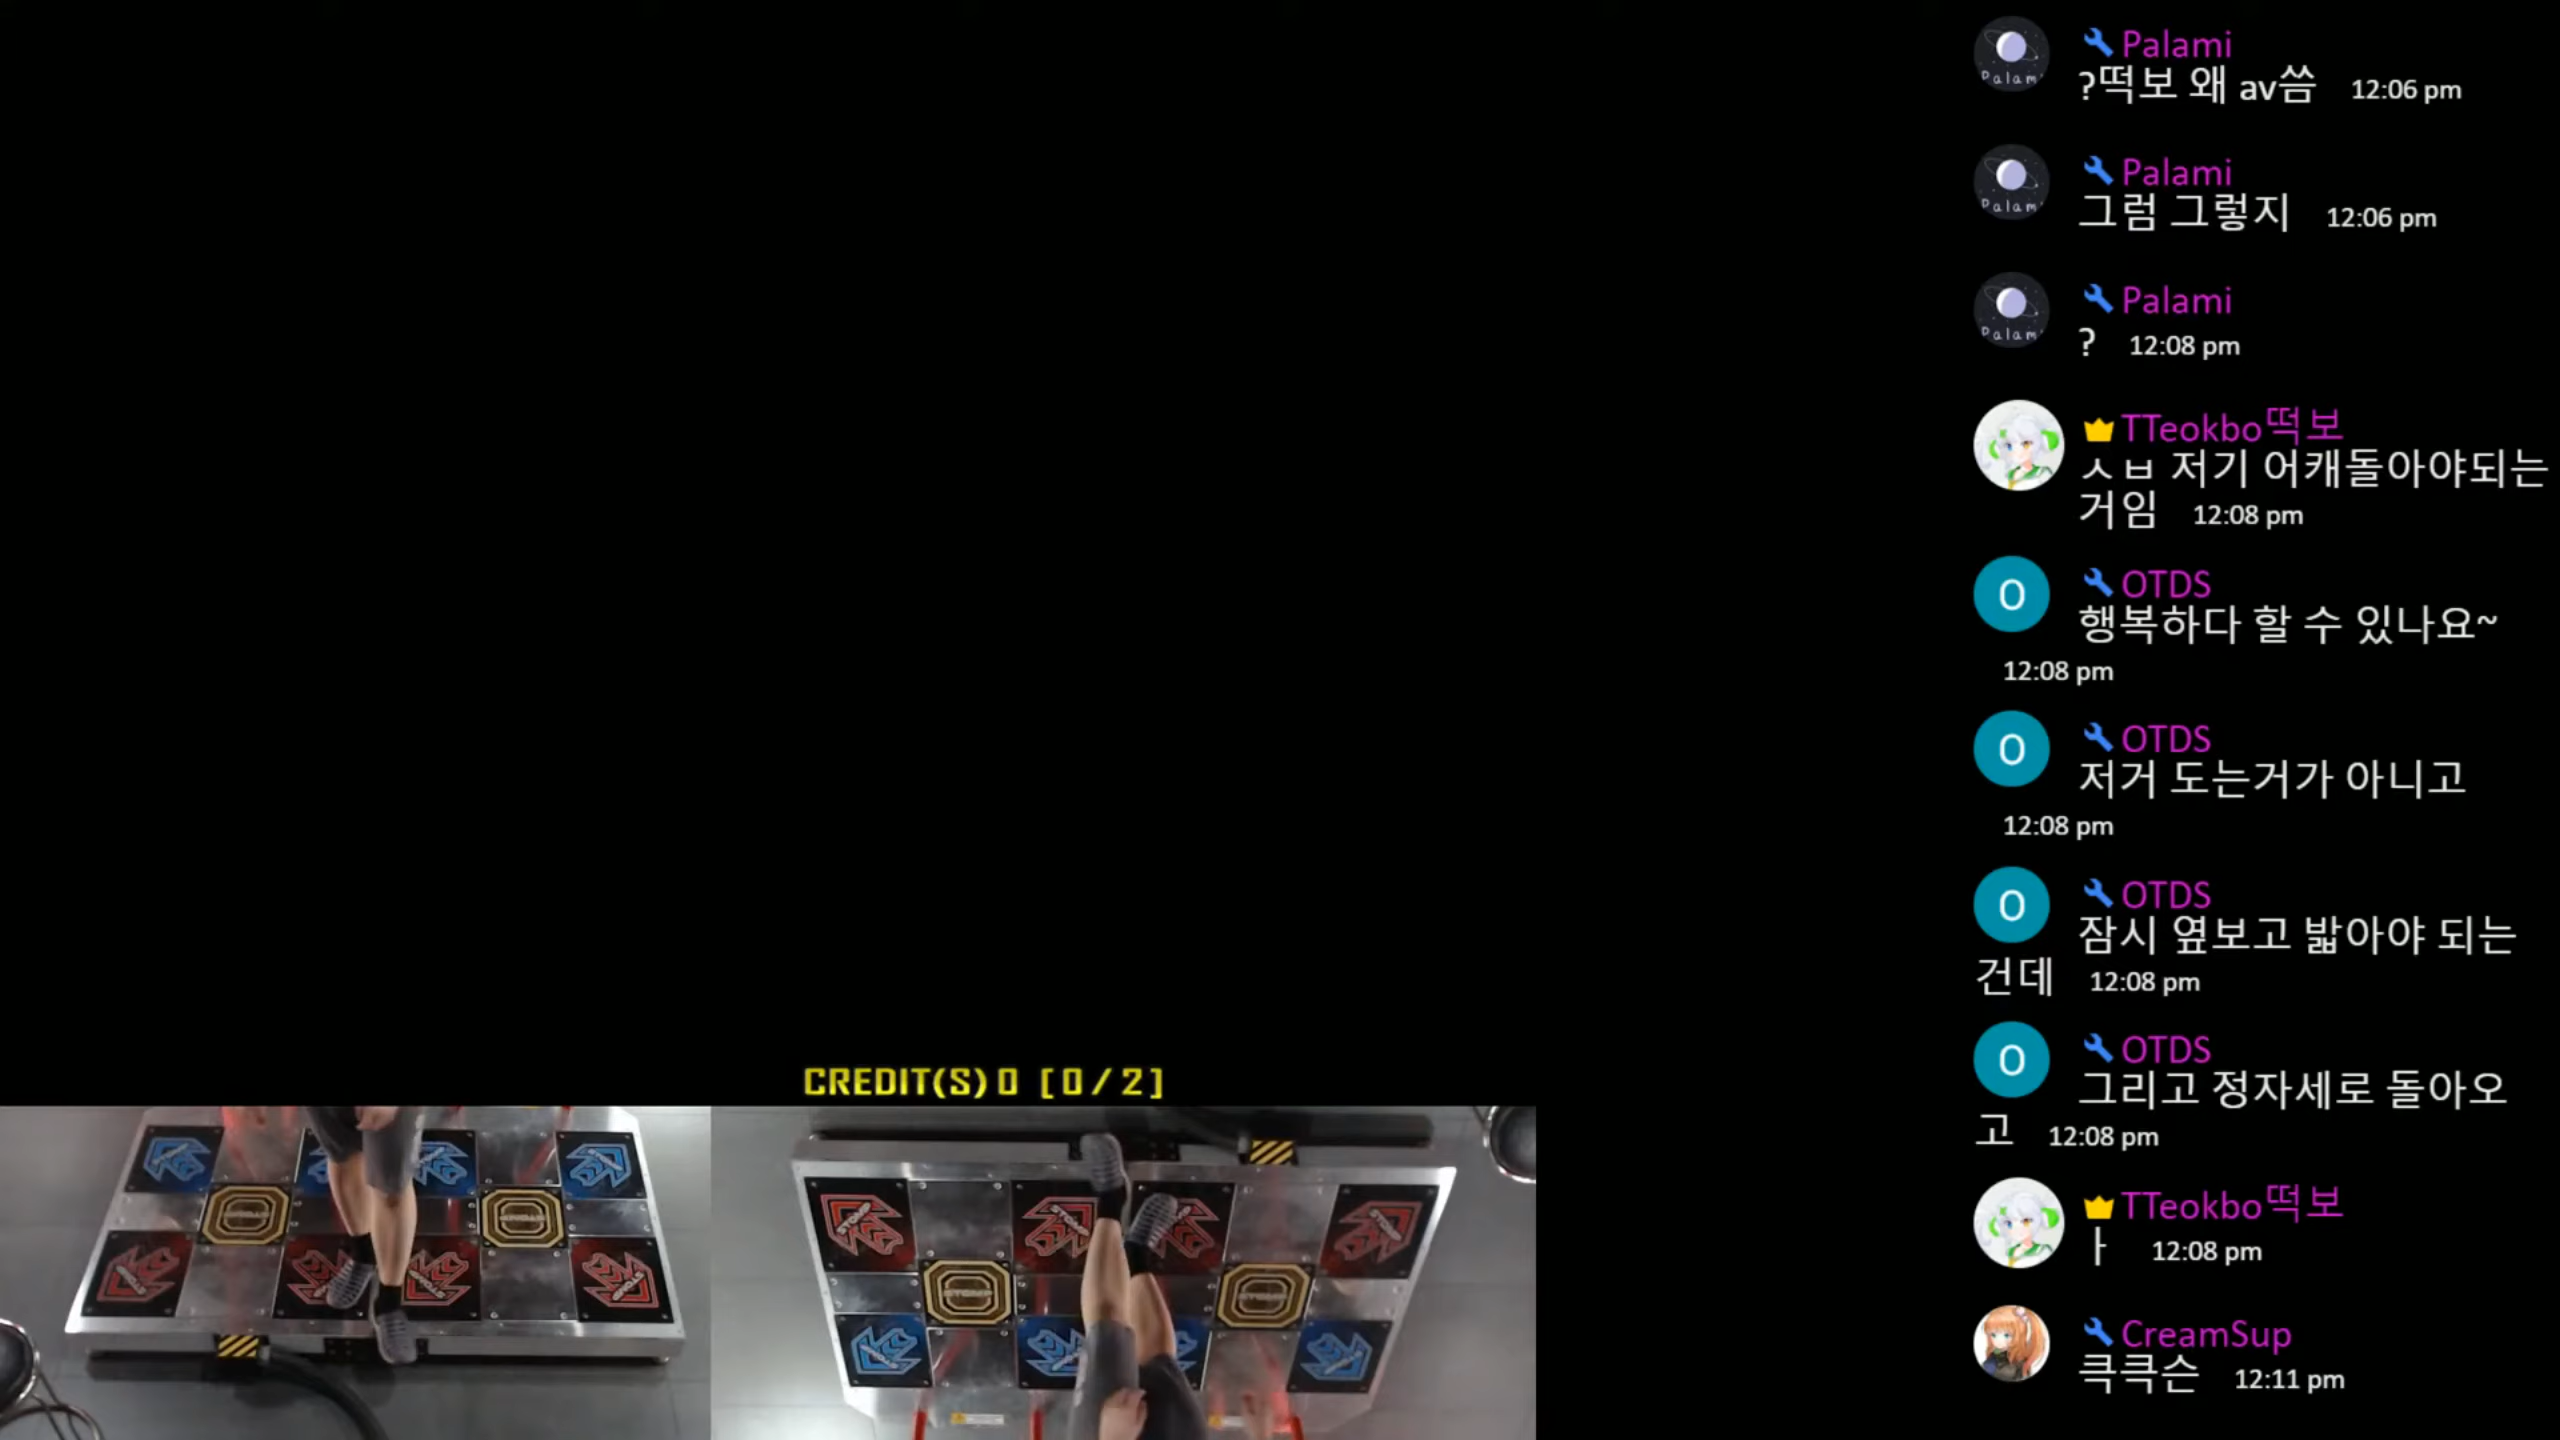 Palami
?떡보 왜 av씀 12:06 pm
Palami
그럼 그렇지 12:06 pm
Palami
? 12:08 pm
TTeokbo떡보
ㅅㅂ 저기 어캐돌아야되는
거임 12:08 pm
O OTDS
행복하다 할 수 있나요~
12:08 pm
O OTDS
저거 도는거가 아니고
12:08 pm
O OTDS
잠시 옆보고 밟아야 되는
건데 12:08 pm
O OTDS
그리고 정자세로 돌아오
고 12:08 pm
TTeokbo떡보
ㅏ 12:08 pm
CreamSup
큭큭슨 12:11 pm
CREDIT(S) 0 [0/2]